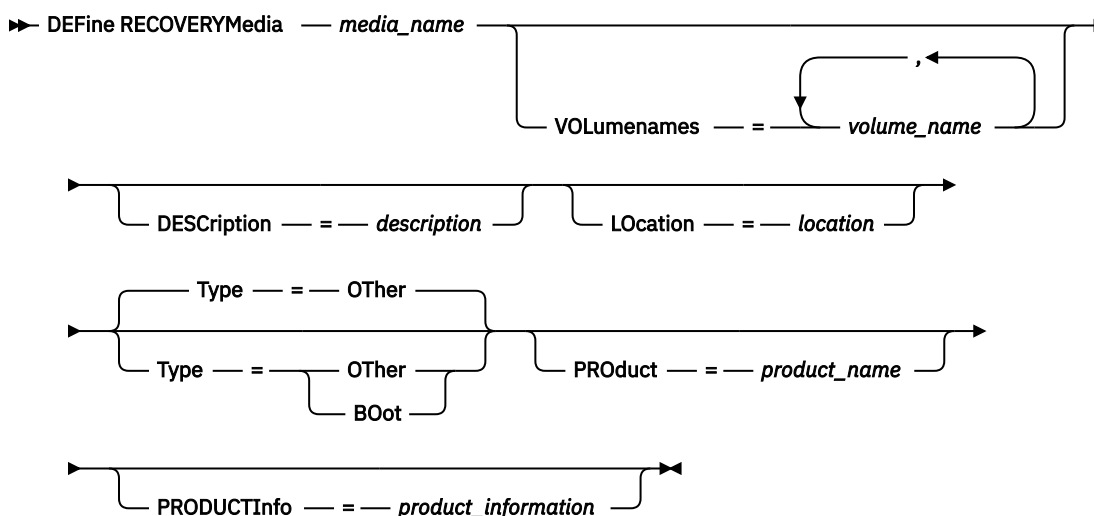 DEFine RECOVERYMedia — media_name
,
VOLumenames — = — volume_name
DESCription — = — description LOcation — = — location
Type — = — OTher
Type — = — OTher PROduct — = — product_name
BOot
PRODUCTInfo — = — product_information